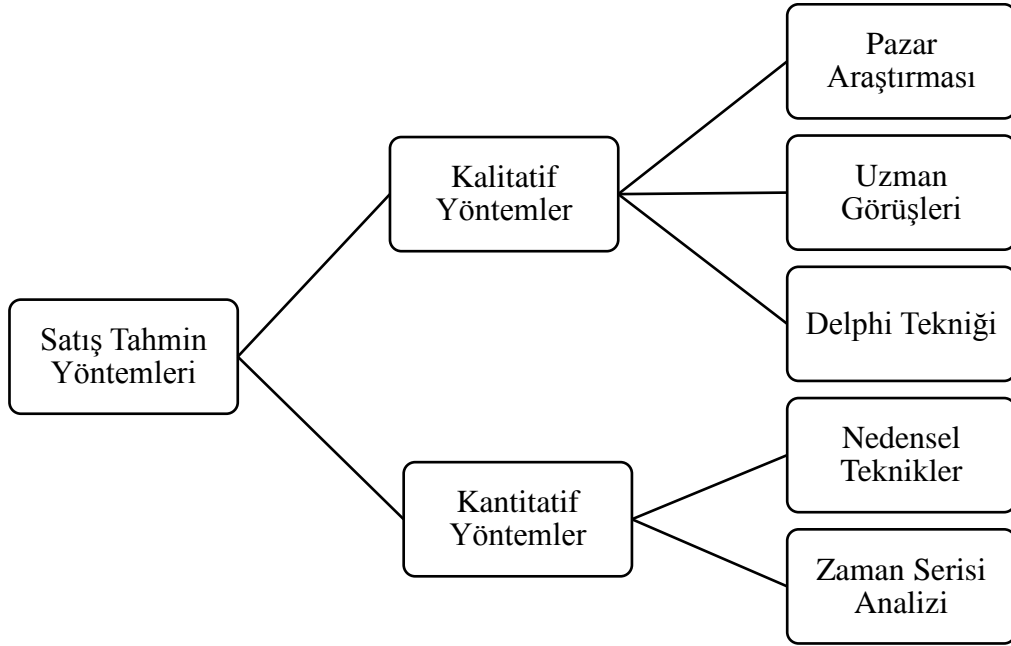 Satış Tahmin
Yöntemleri
Kalitatif
Yöntemler
Pazar
Araştırması
Uzman
Görüşleri
Delphi Tekniği
Kantitatif
Yöntemler
Nedensel
Teknikler
Zaman Serisi
Analizi